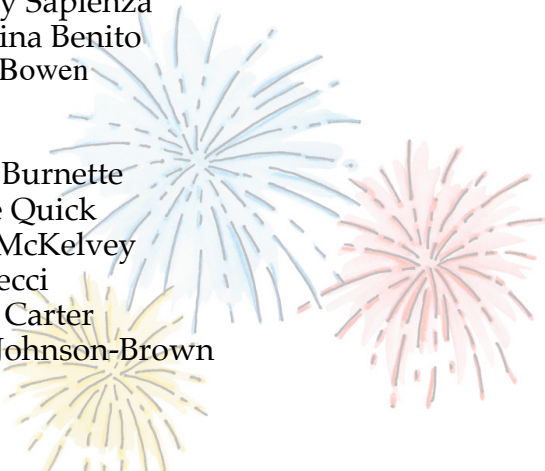 y Sapienza
ina Benito
Bowen
Burnette
e Quick
McKelvey
ecci
Carter
Johnson-Brown